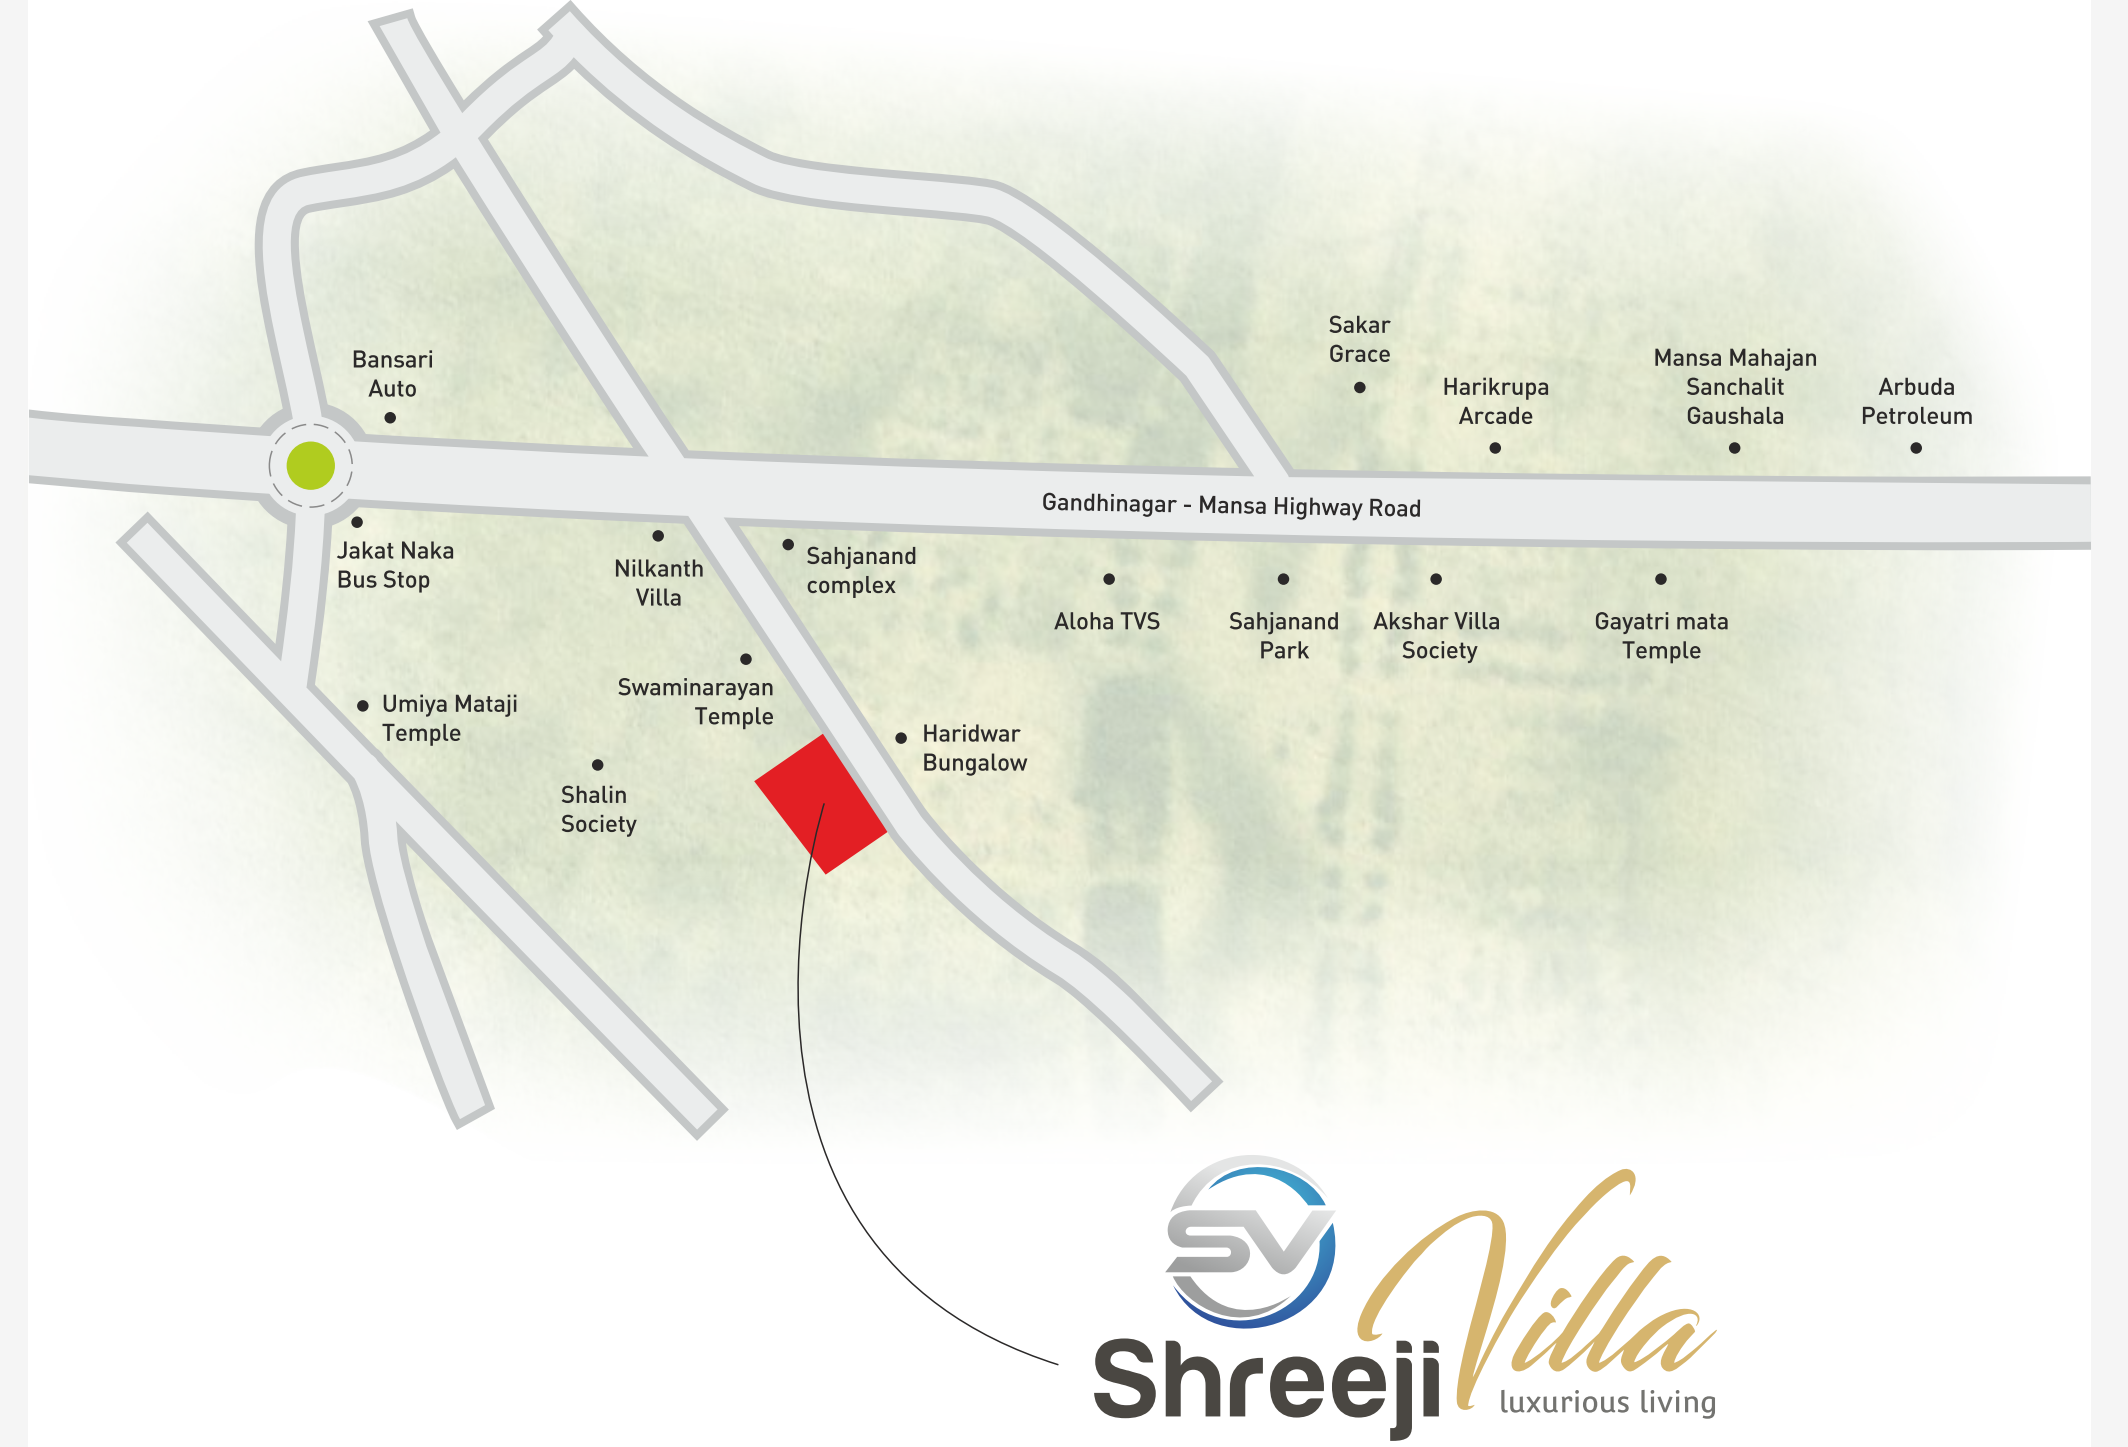 Sakar
Grace
Bansari
Auto
Harikrupa
Arcade
Mansa Mahajan
Sanchalit
Gaushala
Arbuda
Petroleum
Gandhinagar - Mansa Highway Road
Jakat Naka
Bus Stop
Nilkanth
Villa
Sahjanand
complex
Aloha TVS
Sahjanand
Park
Akshar Villa
Society
Gayatri mata
Temple
Swaminarayan
Temple
Umiya Mataji
Temple
Haridwar
Bungalow
Shalin
Society
SV
Shreeji Villa
luxurious living